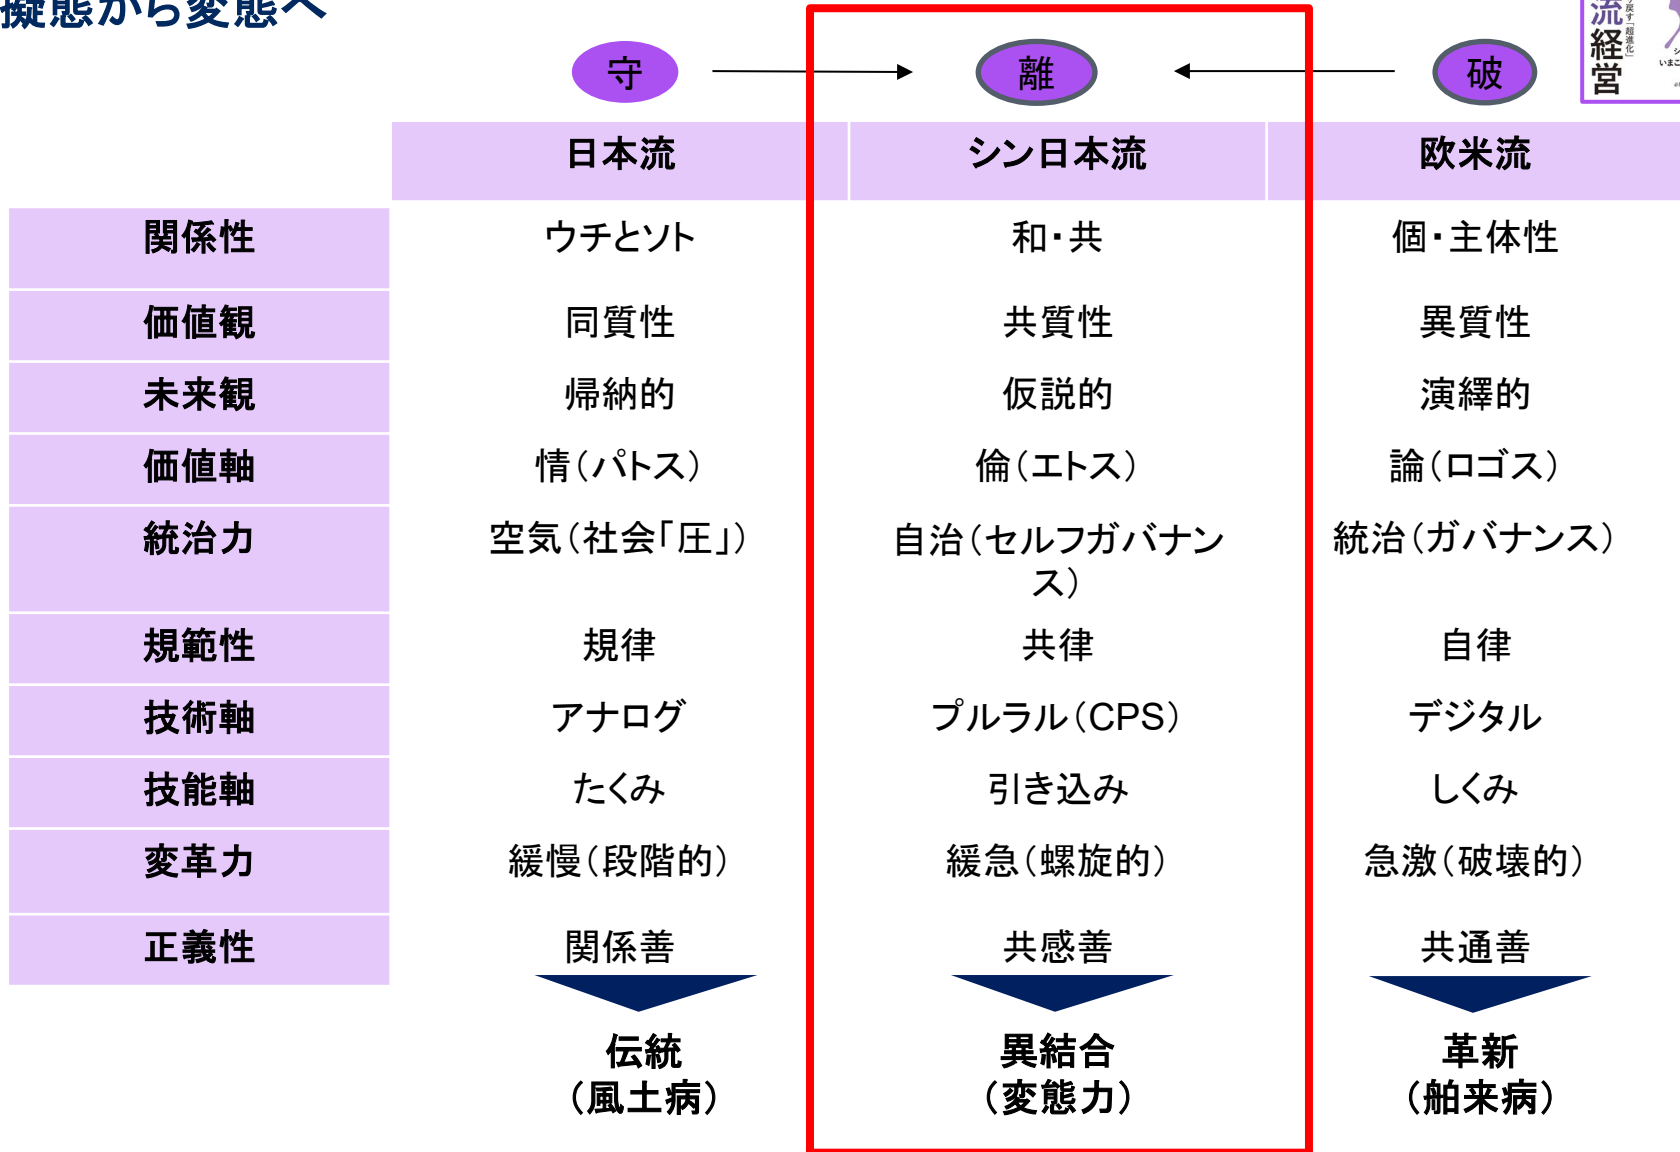 擬態から変態へ
流経営
守
離
破
日本流
シン日本流
欧米流
関係性
ウチとソト
和・共
個・主体性
価値観
同質性
共質性
異質性
未来観
帰納的
仮説的
演繹的
価値軸
情（パトス）
倫（エトス）
論（ロゴス）
統治力
空気（社会「圧」）
自治（セルフガバナン
ス）
統治（ガバナンス）
規範性
規律
共律
自律
技術軸
アナログ
プルラル（CPS）
デジタル
技能軸
たくみ
引き込み
しくみ
変革力
緩慢（段階的）
緩急（螺旋的）
急激（破壊的）
正義性
関係善
共感善
共通善
伝統
（風土病）
異結合
（変態力）
革新
（舶来病）